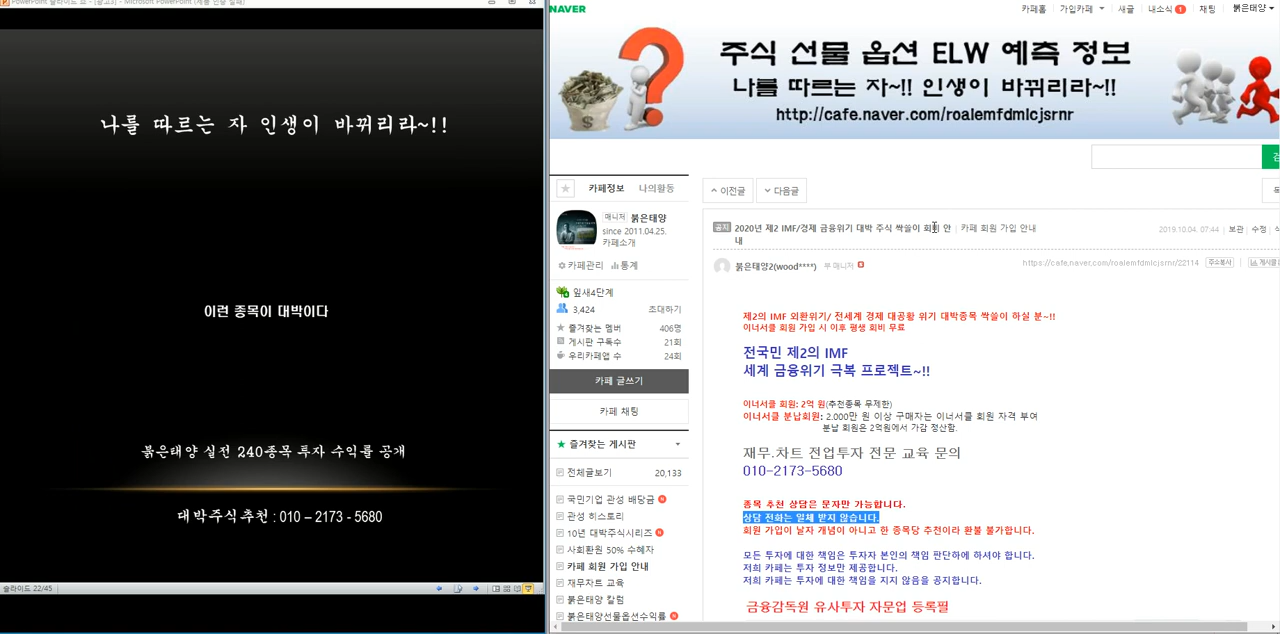 나를 따르는 자 인생이 바뀌리라~!!
이런 종목이 대박이다
붉은태양 실전 240종목 투자 수익률 공개
대박주식추천 : 010 – 2173 - 5680
슬라이드 22/45
NAVER
카페홈
가입카페
새글
내소식 1
채팅
붉은태양
주식 선물 옵션 ELW 예측 정보
나를 따르는 자~!! 인생이 바뀌리라~!!
http://cafe.naver.com/roalemfdmlcjsrnr
카페정보
나의활동
매니저 붉은태양
since 2011.04.25.
카페소개
카페관리
통계
잎새4단계
3,424
초대하기
즐겨찾는 멤버 406명
게시판 구독수 21회
우리카페앱 수 24회
카페 글쓰기
카페 채팅
즐겨찾는 게시판
전체글보기 20,133
국민기업 관성 배당금
관성 히스토리
10년 대박주식시리즈
사회환원 50% 수혜자
카페 회원 가입 안내
재무차트 교육
붉은태양 칼럼
붉은태양선물옵션수익률
이전글
다음글
공지 2020년 제2 IMF/경제 금융위기 대박 주식 싹쓸이 회원 안
내
카페 회원 가입 안내
2019.10.04. 07:44
보관
수정
붉은태양2(wood****)
부매니저
https://cafe.naver.com/roalemfdmlcjsrnr/22114
주소복사
제2의 IMF 외환위기/ 전세계 경제 대공황 위기 대박종목 싹쓸이 하실 분~!!
이너서클 회원 가입 시 이후 평생 회비 무료
전국민 제2의 IMF
세계 금융위기 극복 프로젝트~!!
이너서클 회원: 2억 원(추천종목 무제한)
이너서클 분납회원: 2.000만 원 이상 구매자는 이너서클 회원 자격 부여
분납 회원은 2억원에서 가감 정산함.
재무.차트 전업투자 전문 교육 문의
010-2173-5680
종목 추천 상담은 문자만 가능합니다.
상담 전화는 일체 받지 않습니다.
회원 가입이 날자 개념이 아니고 한 종목당 추천이라 환불 불가합니다.
모든 투자에 대한 책임은 투자자 본인의 책임 판단하에 하셔야 합니다.
저희 카페는 투자 정보만 제공합니다.
저희 카페는 투자에 대한 책임을 지지 않음을 공지합니다.
금융감독원 유사투자 자문업 등록필